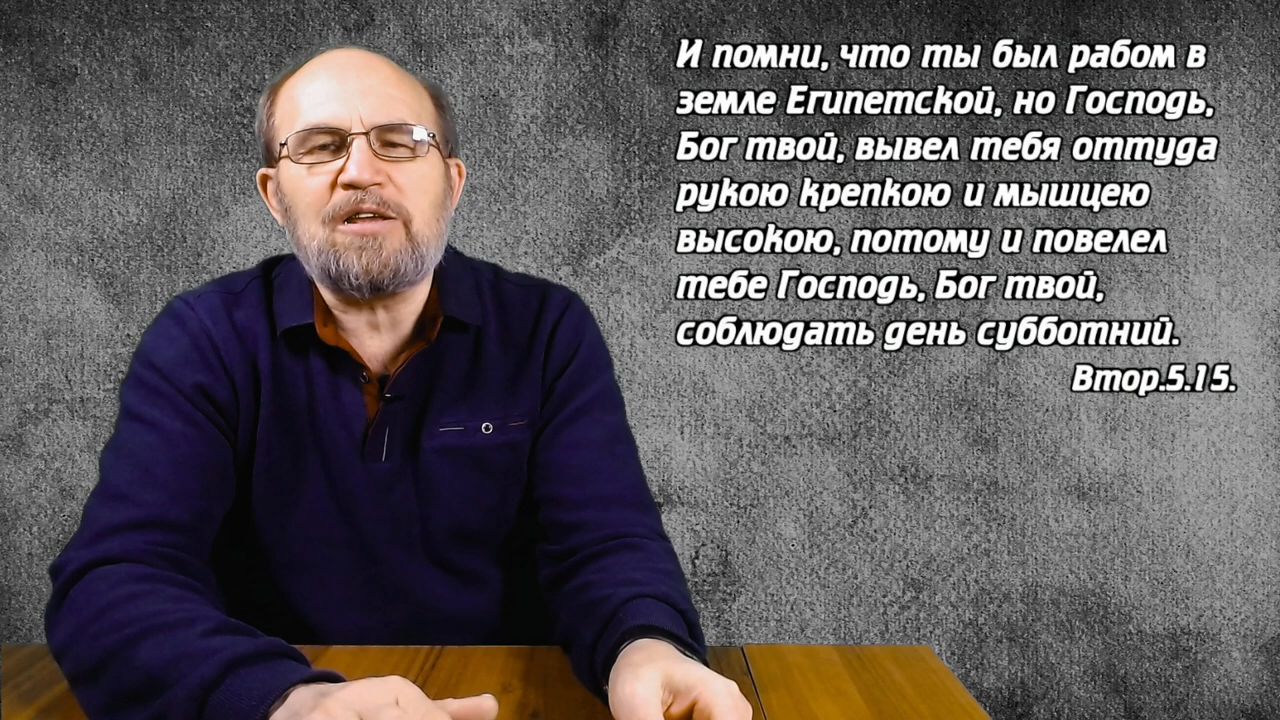 И помни, что ты был рабом в
земле Египетской, но Господь,
Бог твой, вывел тебя оттуда
рукою крепкою и мышцею
высокою, потому и повелел
тебе Господь, Бог твой,
соблюдать день субботний.
Втор.5.15.